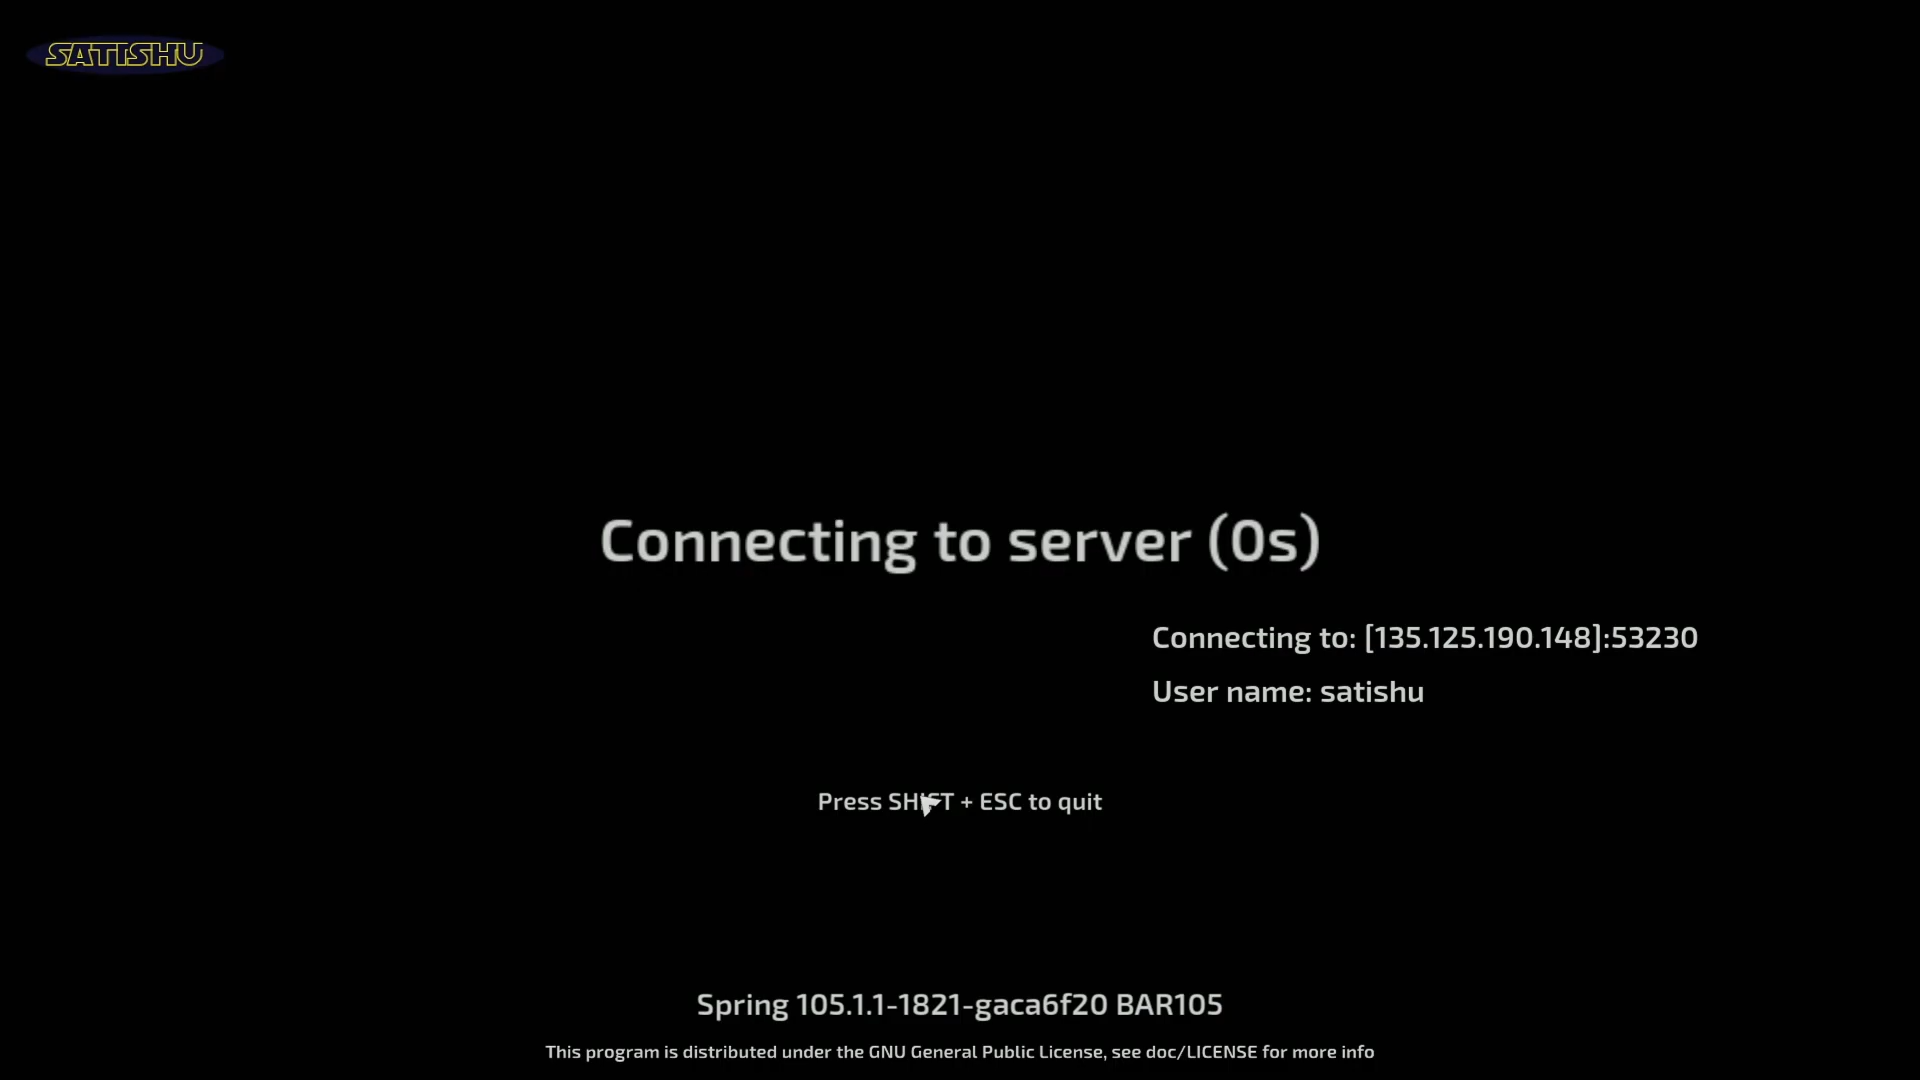 SATISHU
Connecting to server (0s)
Connecting to: [135.125.190.148]:53230
User name: satishu
Press SHIFT + ESC to quit
Spring 105.1.1-1821-gaca6f20 BAR105
This program is distributed under the GNU General Public License, see doc/LICENSE for more info